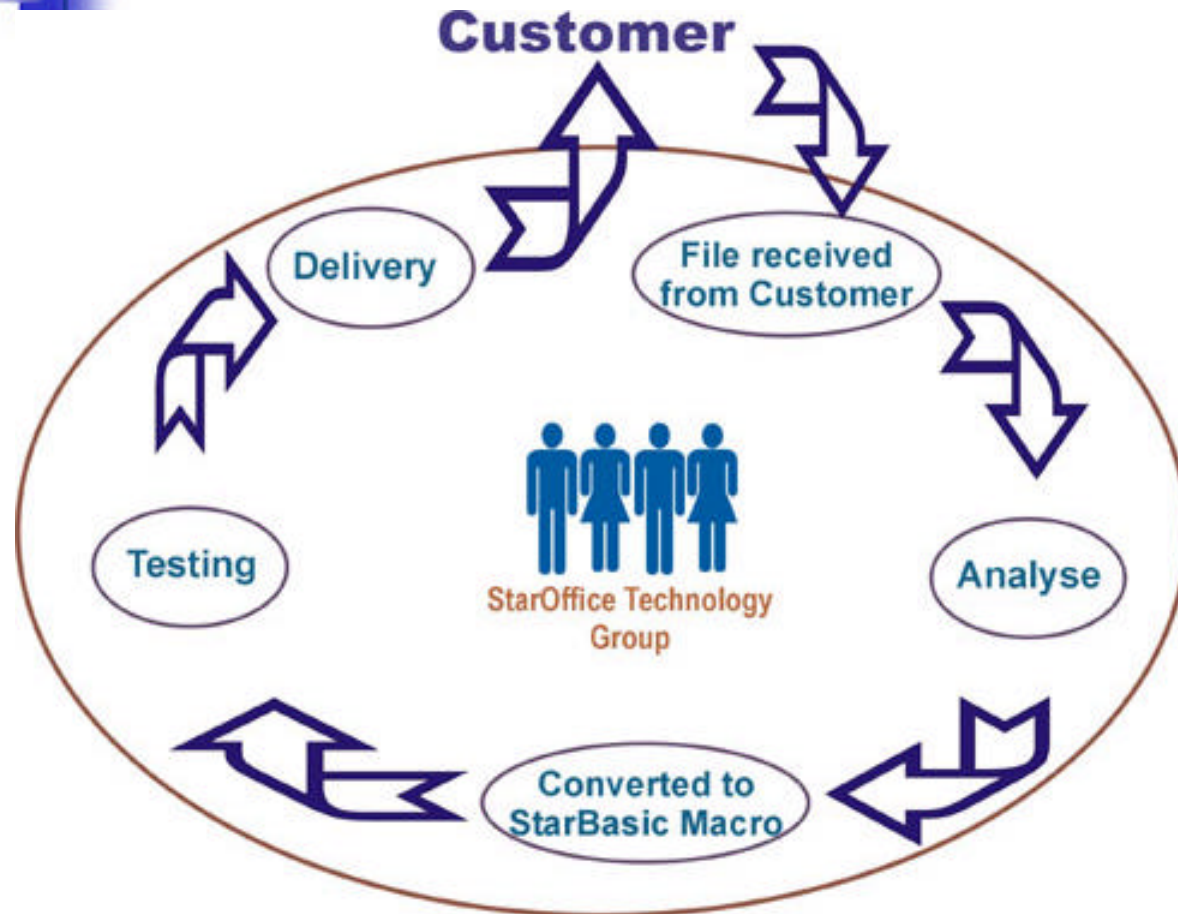 Customer
Delivery
File received
from Customer
Testing
StarOffice Technology
Group
Analyse
Converted to
StarBasic Macro